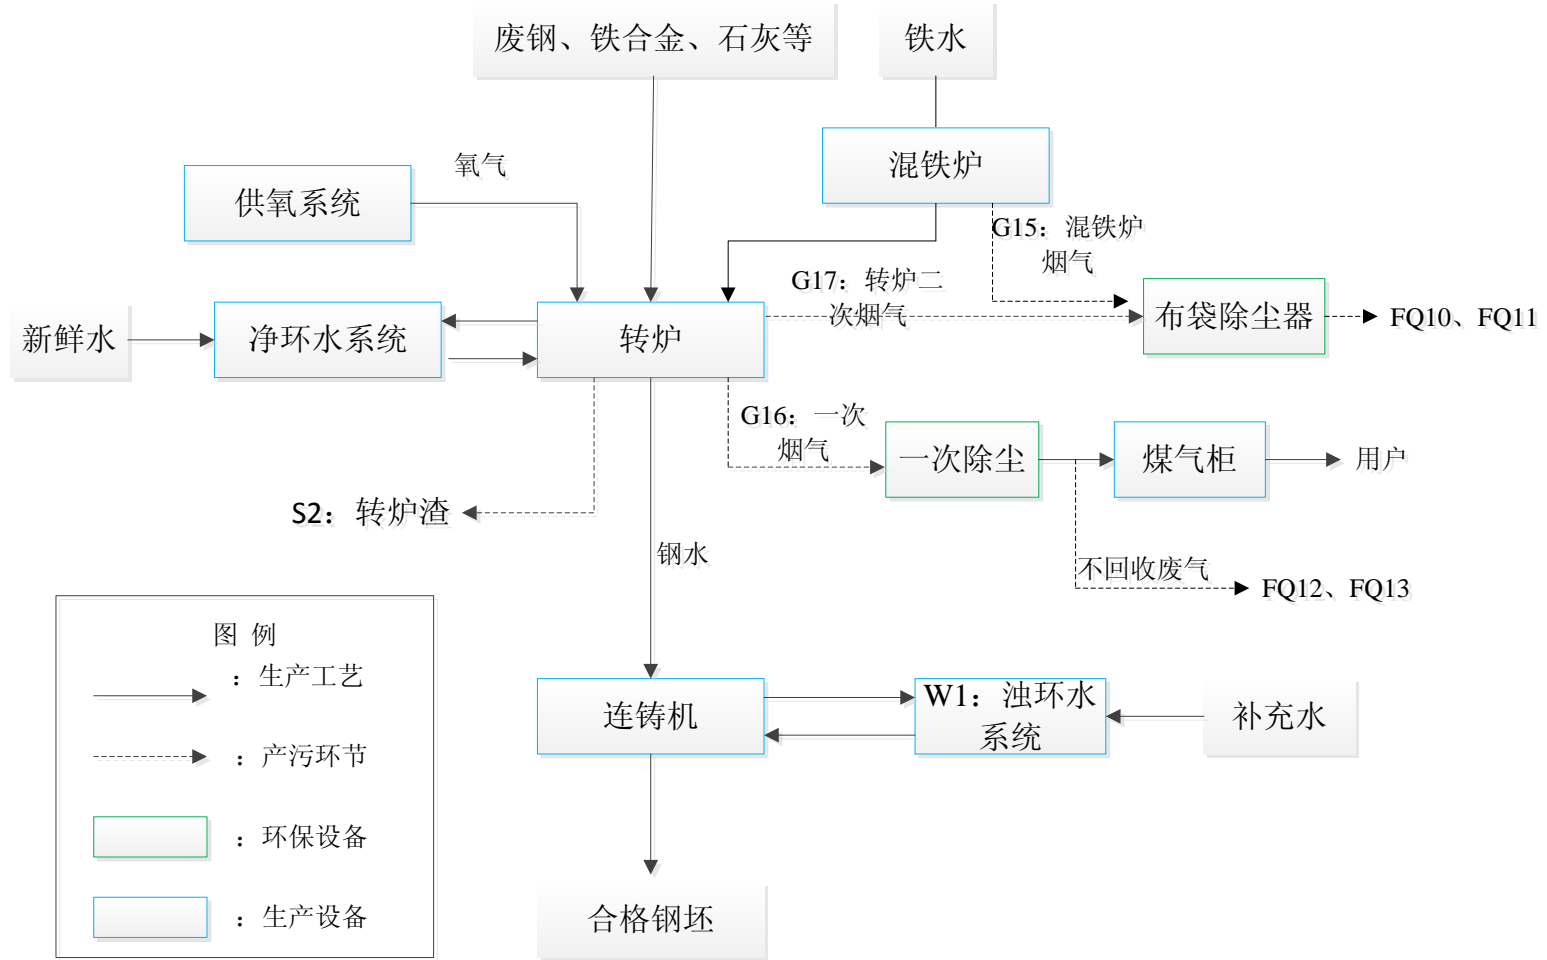 废钢、铁合金、石灰等
铁水
混铁炉
氧气
供氧系统
G15：混铁炉
烟气
G17：转炉二
次烟气
布袋除尘器
FQ10、FQ11
新鲜水
净环水系统
转炉
G16：一次
烟气
一次除尘
煤气柜
用户
S2：转炉渣
钢水
不回收废气
FQ12、FQ13
图 例
：生产工艺
：产污环节
：环保设备
：生产设备
连铸机
W1：浊环水
系统
补充水
合格钢坯